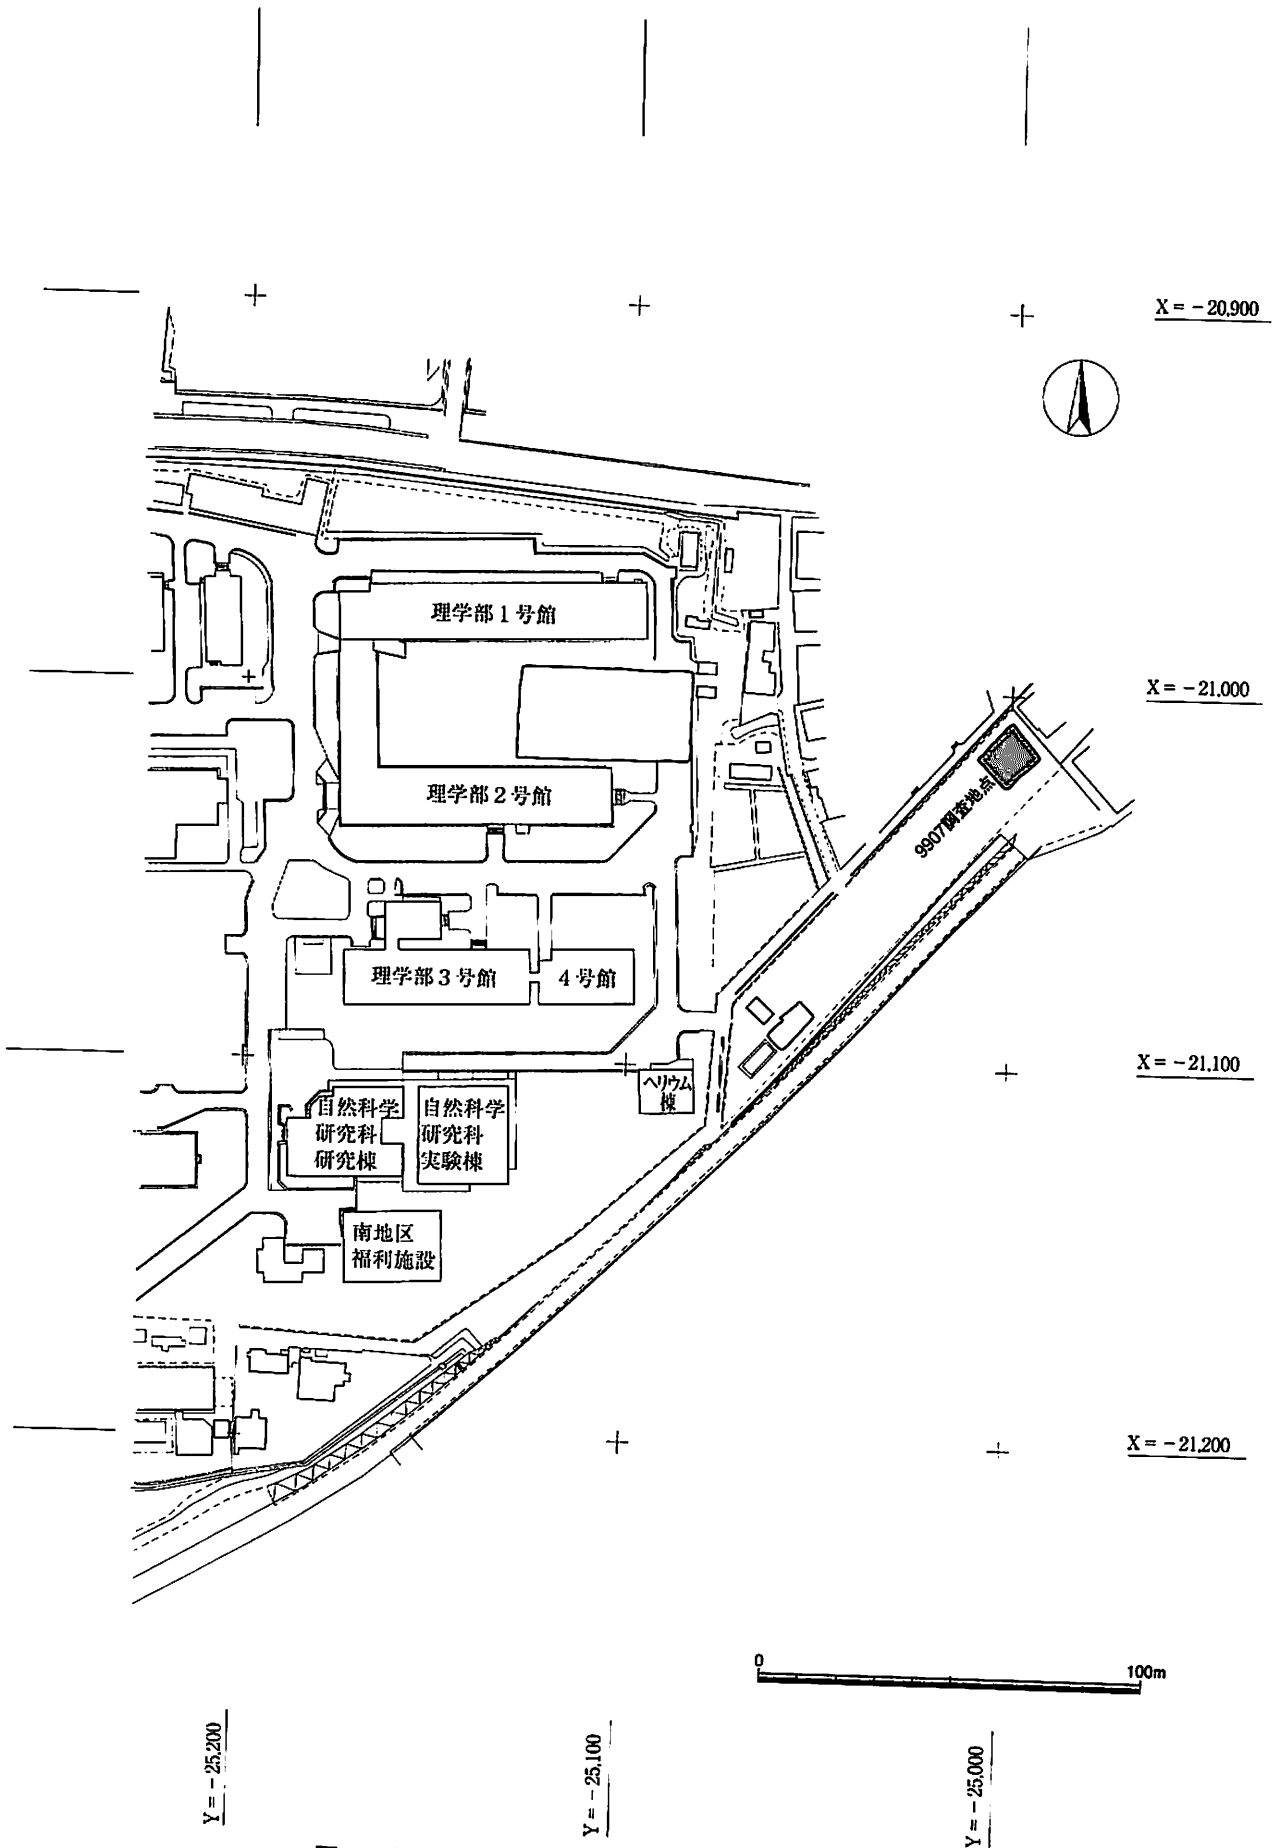 X = －20,900
理学部１号館
X = －21,000
理学部２号館
9907調査地点
理学部３号館
４号館
X = －21,100
ヘリウム
棟
自然科学
研究科
研究棟
自然科学
研究科
実験棟
南地区
福利施設
X = －21,200
0
100m
Y = －25,200
Y = －25,100
Y = －25,000